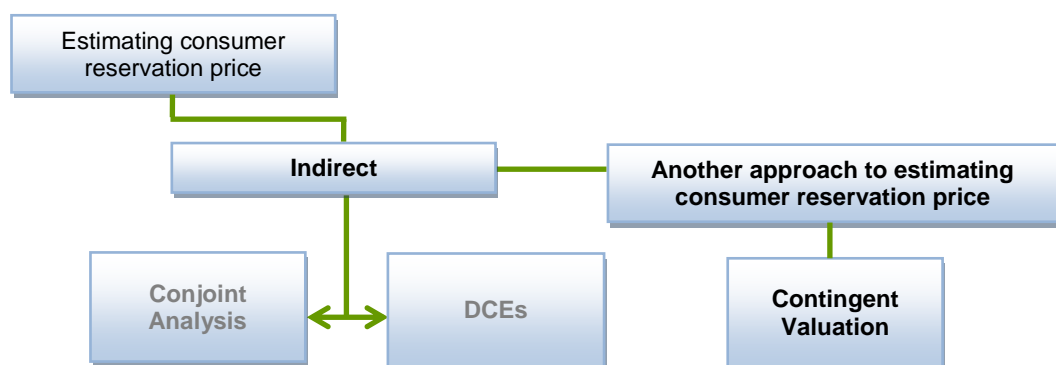 Estimating consumer
reservation price
Indirect
Another approach to estimating
consumer reservation price
Conjoint
Analysis
DCEs
Contingent
Valuation